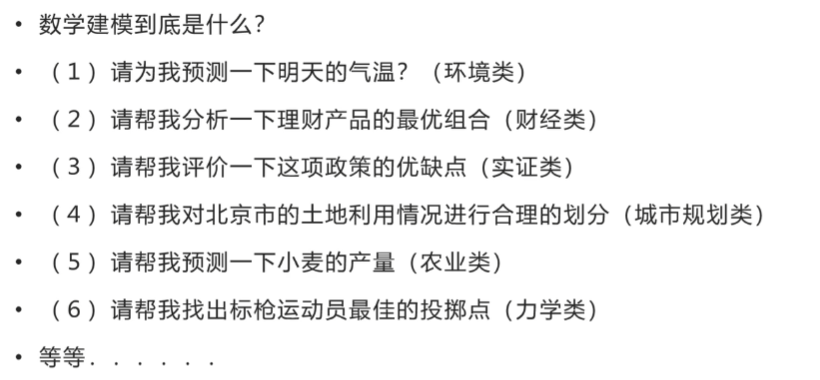 • 数学建模到底是什么？
• （1）请为我预测一下明天的气温？（环境类）
• （2）请帮我分析一下理财产品的最优组合（财经类）
• （3）请帮我评价一下这项政策的优缺点（实证类）
• （4）请帮我对北京市的土地利用情况进行合理的划分（城市规划类）
• （5）请帮我预测一下小麦的产量（农业类）
• （6）请帮我找出标枪运动员最佳的投掷点（力学类）
• 等等．．．．．．